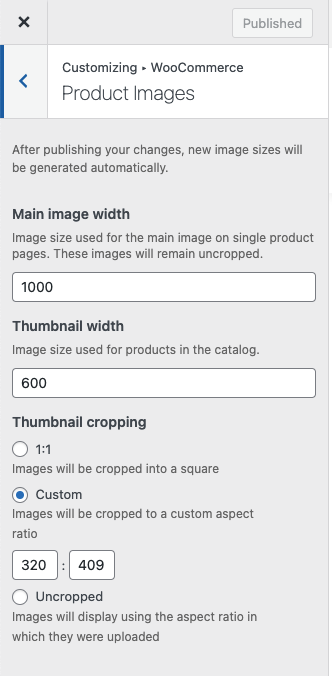 Published
Customizing ▸ WooCommerce
Product Images
After publishing your changes, new image sizes will
be generated automatically.
Main image width
Image size used for the main image on single product
pages. These images will remain uncropped.
1000
Thumbnail width
Image size used for products in the catalog.
600
Thumbnail cropping
1:1
Images will be cropped into a square
Custom
Images will be cropped to a custom aspect
ratio
320 : 409
Uncropped
Images will display using the aspect ratio in
which they were uploaded